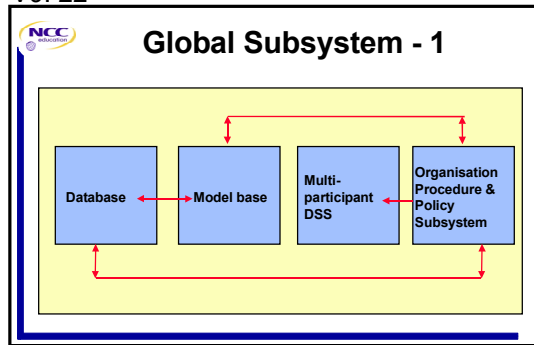 NCC
education
Global Subsystem - 1
Database
Model base
Multi-
participant
DSS
Organisation
Procedure &
Policy
Subsystem